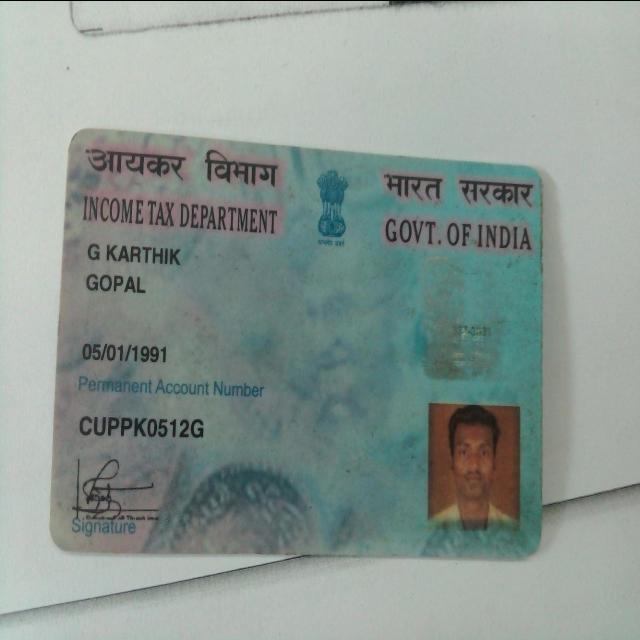 आयकर विभाग
INCOME TAX DEPARTMENT
भारत सरकार
GOVT. OF INDIA
G KARTHIK
GOPAL
05/01/1991
Permanent Account Number
CUPPK0512G
Signature